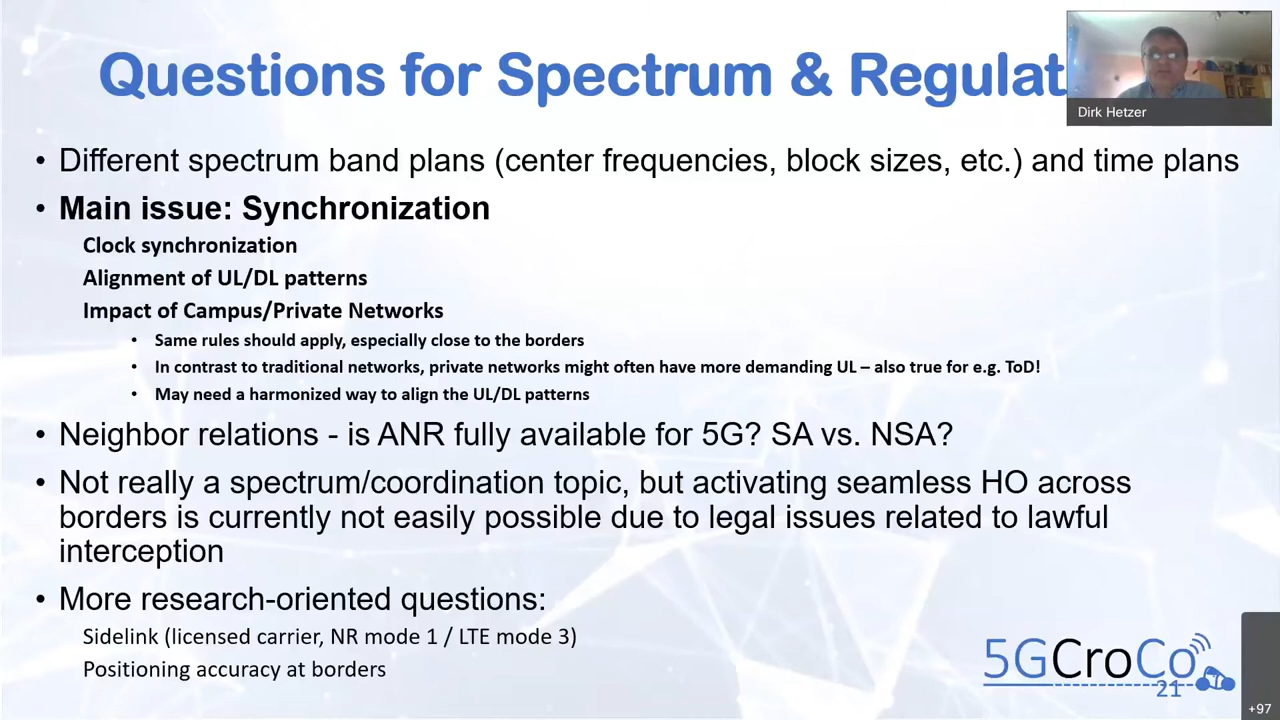 Questions for Spectrum & Regulat
Dirk Hetzer
• Different spectrum band plans (center frequencies, block sizes, etc.) and time plans
• Main issue: Synchronization
Clock synchronization
Alignment of UL/DL patterns
Impact of Campus/Private Networks
• Same rules should apply, especially close to the borders
• In contrast to traditional networks, private networks might often have more demanding UL – also true for e.g. ToD!
• May need a harmonized way to align the UL/DL patterns
• Neighbor relations - is ANR fully available for 5G? SA vs. NSA?
• Not really a spectrum/coordination topic, but activating seamless HO across
borders is currently not easily possible due to legal issues related to lawful
interception
• More research-oriented questions:
Sidelink (licensed carrier, NR mode 1 / LTE mode 3)
Positioning accuracy at borders
5GCroCo
21
+97